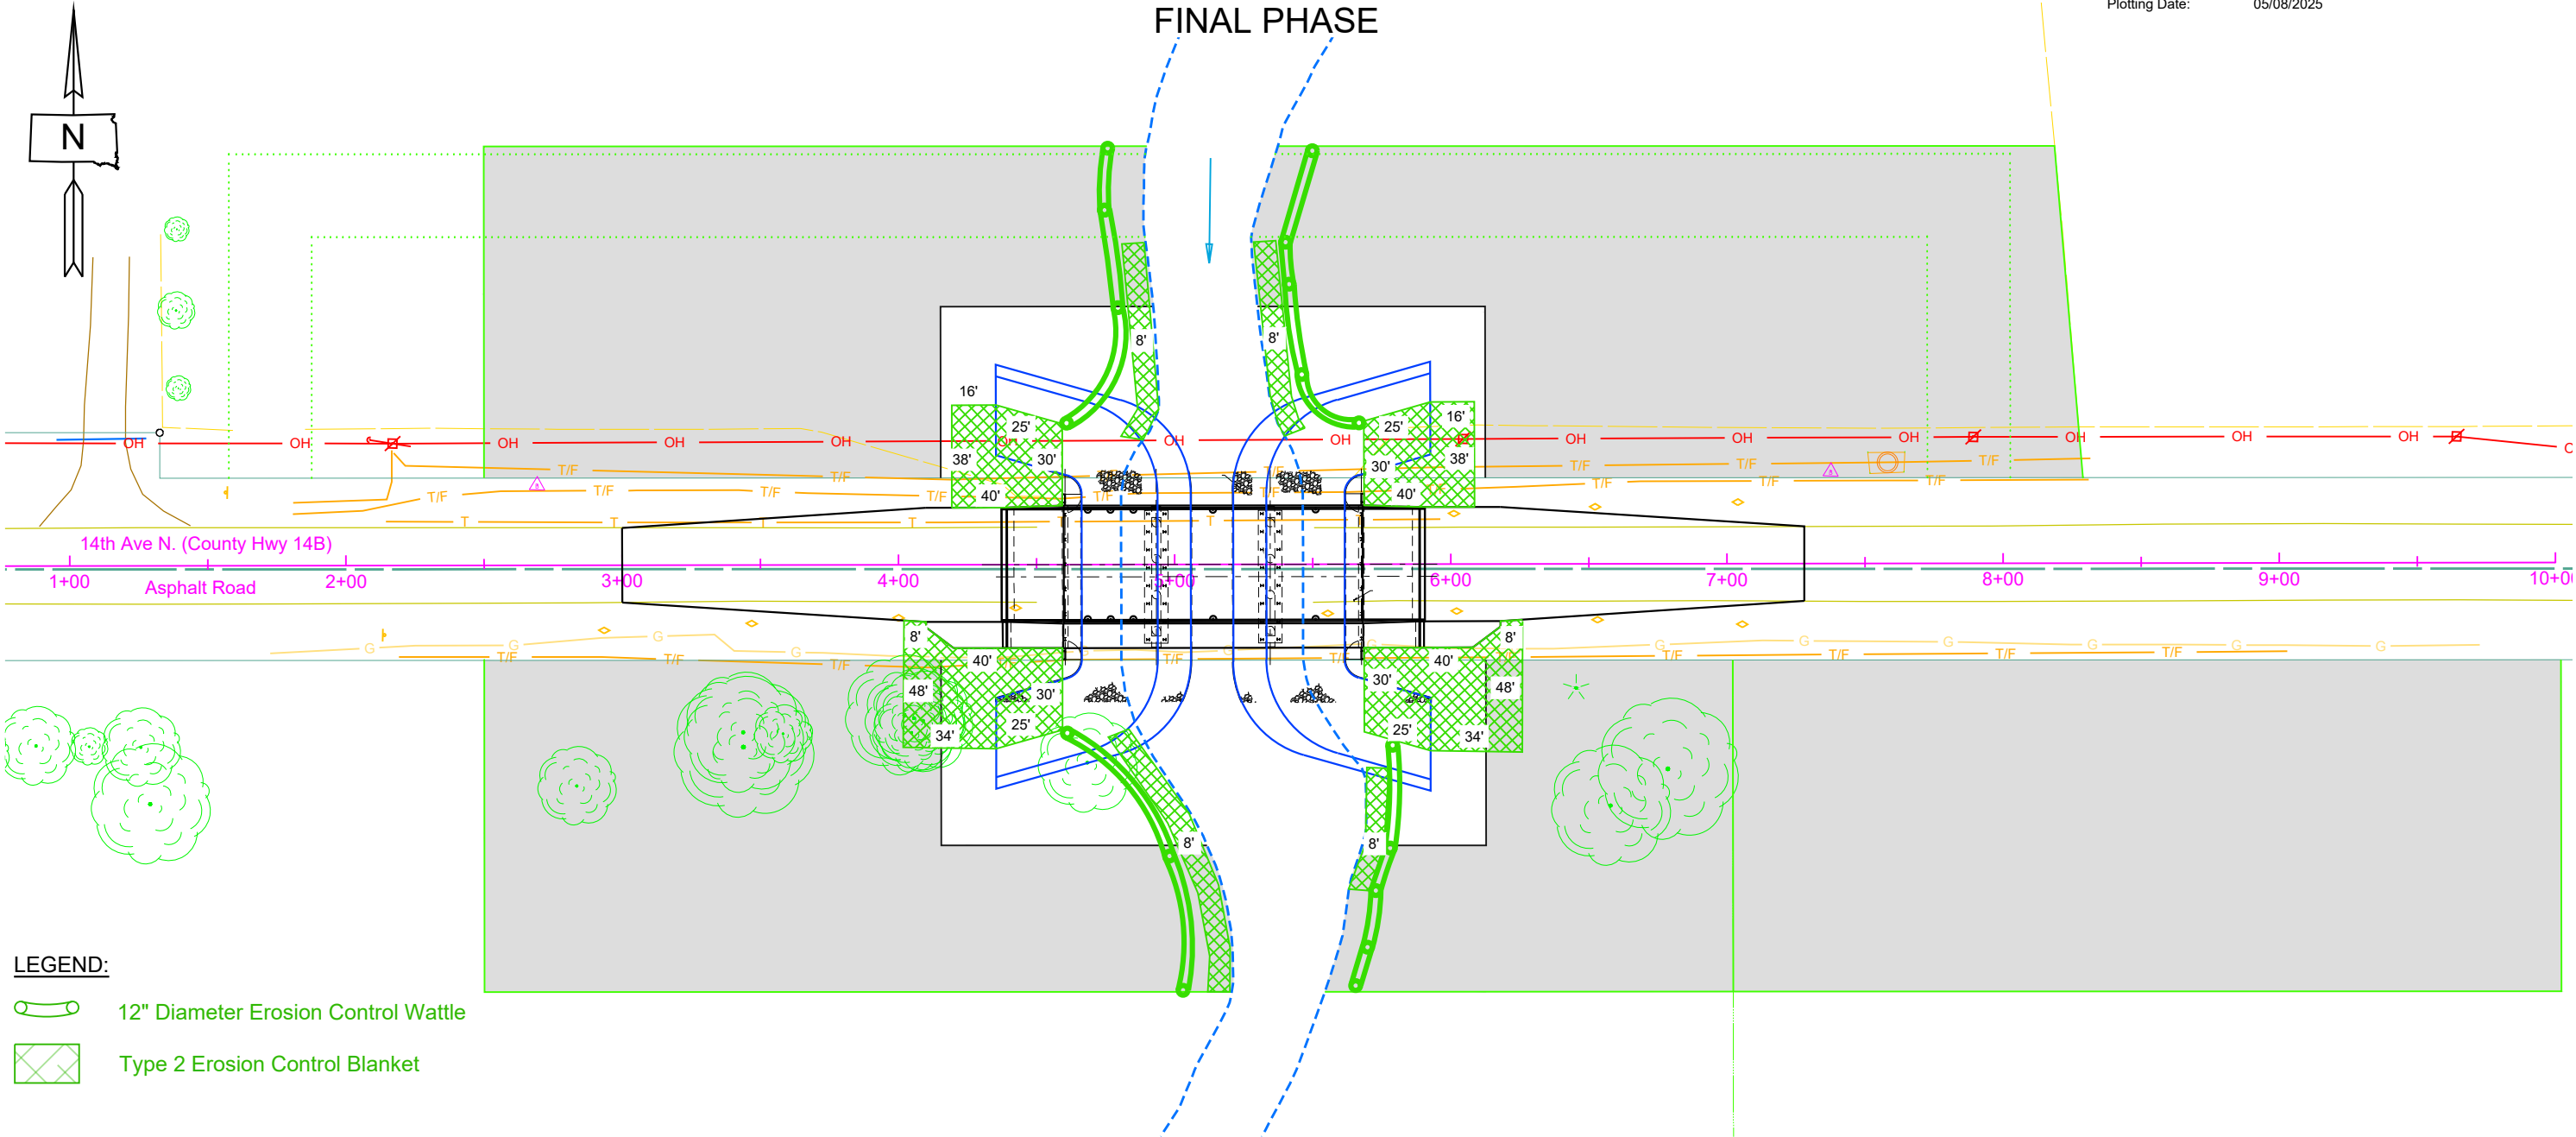 FINAL PHASE
Plotting Date: 05/08/2025
N
8' 8'
16' 16'
25' 25'
OH OH OH OH OH OH OH OH OH OH OH OH OH OH
38' 30' 30' 38'
T/F T/F T/F T/F T/F T/F
40' 40'
T/F T/F T/F T/F T/F T/F T/F T/F
T T T T T T
14th Ave N. (County Hwy 14B)
1+00 2+00 3+00 4+00 5+00 6+00 7+00 8+00 9+00
Asphalt Road
8' 8'
G G G G G G G G G G
T/F T/F T/F T/F T/F T/F T/F T/F T/F
40' 40'
48' 30' 30' 48'
34' 25' 25' 34'
8' 8'
LEGEND:
12" Diameter Erosion Control Wattle
Type 2 Erosion Control Blanket